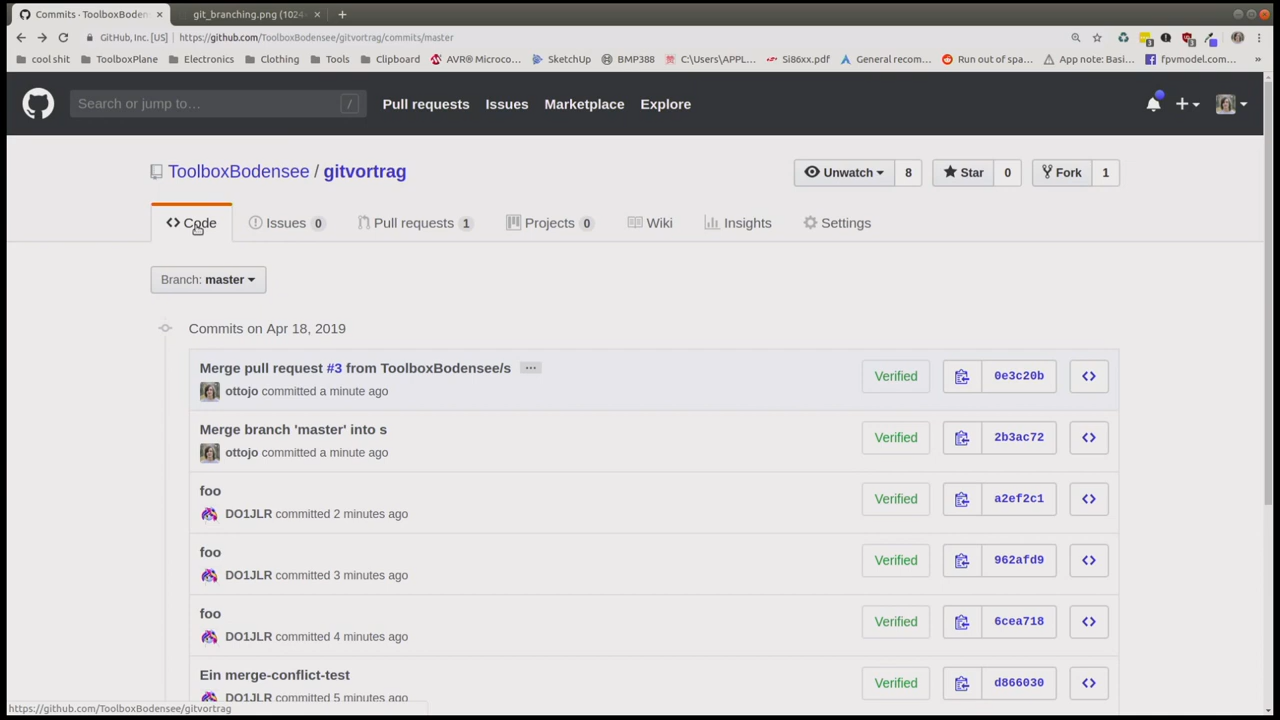 Commits · ToolboxBoden
git_branching.png (1024
GitHub, Inc. [US]
https://github.com/ToolboxBodensee/gitvortrag/commits/master
cool shit
ToolboxPlane
Electronics
Clothing
Tools
Clipboard
AVR® Microco...
SketchUp
BMP388
C:\Users\APPL...
Si86xx.pdf
General recom...
Run out of spa...
App note: Basi...
fpvmodel.com...
»
Search or jump to...
/
Pull requests
Issues
Marketplace
Explore
ToolboxBodensee / gitvortrag
Unwatch 8
Star 0
Fork 1
Code
Issues 0
Pull requests 1
Projects 0
Wiki
Insights
Settings
Branch: master
Commits on Apr 18, 2019
Merge pull request #3 from ToolboxBodensee/s ...
ottojo committed a minute ago
Verified
0e3c20b
Merge branch 'master' into s
ottojo committed a minute ago
Verified
2b3ac72
foo
DO1JLR committed 2 minutes ago
Verified
a2ef2c1
foo
DO1JLR committed 3 minutes ago
Verified
962afd9
foo
DO1JLR committed 4 minutes ago
Verified
6cea718
Ein merge-conflict-test
DO1JLR committed 5 minutes ago
Verified
d866030
https://github.com/ToolboxBodensee/gitvortrag